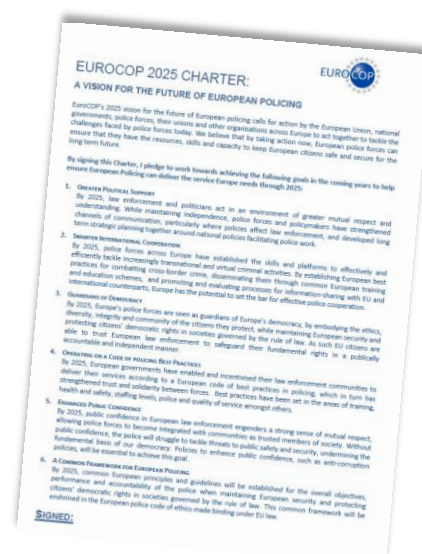 EUROCOP 2025 CHARTER:
EUROCOP
A VISION FOR THE FUTURE OF EUROPEAN POLICING
EuroCOP's 2025 vision for the future of European policing calls for action by the European Union, national
governments, police forces, their unions and other organisations across Europe to act together to tackle the
challenges faced by police forces today. We believe that by taking action now, European police forces can
ensure that they have the resources, skills and capacity to keep European citizens safe and secure for the
long term future.
By signing this Charter, I pledge to work towards achieving the following goals in the coming years to help
ensure European Policing can deliver the service Europe needs through 2025:
1. GREATER POLITICAL SUPPORT
By 2025, law enforcement and politicians act in an environment of greater mutual respect and
understanding. While maintaining independence, police forces and policymakers have strengthened
channels of communication, particularly where policies affect law enforcement, and developed long
term strategic planning together around national policies facilitating police work.
2. SMARTER INTERNATIONAL COOPERATION
By 2025, police forces across Europe have established the skills and platforms to effectively and
efficiently tackle increasingly transnational and virtual criminal activities. By establishing European best
practices for combatting cross-border crime, disseminating them through common European training
and education schemes, and promoting and evaluating processes for information-sharing with EU and
international counterparts, Europe has the potential to set the bar for effective police cooperation.
3. GUARDIANS OF DEMOCRACY
By 2025, Europe's police forces are seen as guardians of Europe's democracy, by embodying the ethics,
diversity, integrity and community of the citizens they protect, while maintaining European security and
protecting citizens' democratic rights in societies governed by the rule of law. As such EU citizens are
able to trust European law enforcement to safeguard their fundamental rights in a publically
accountable and independent manner.
4. OPERATING ON A CODE OF POLICING BEST PRACTICES
By 2025, European governments have enabled and incentivised their law enforcement communities to
deliver their services according to a European code of best practices in policing, which in turn has
strengthened trust and solidarity between forces. Best practices have been set in the areas of training,
health and safety, staffing levels, police and quality of service amongst others.
5. ENHANCED PUBLIC CONFIDENCE
By 2025, public confidence in European law enforcement engenders a strong sense of mutual respect,
allowing police forces to become integrated with communities as trusted members of society. Without
public confidence, the police will struggle to tackle threats to public safety and security, undermining the
fundamental basis of our democracy. Policies to enhance public confidence, such as anti-corruption
policies, will be essential to achieve this goal.
6. A COMMON FRAMEWORK FOR EUROPEAN POLICING
By 2025, common European principles and guidelines will be established for the overall objectives,
performance and accountability of the police when maintaining European security and protecting
citizens' democratic rights in societies governed by the rule of law. This common framework will be
enshrined in the European police code of ethics made binding under EU law.
SIGNED: